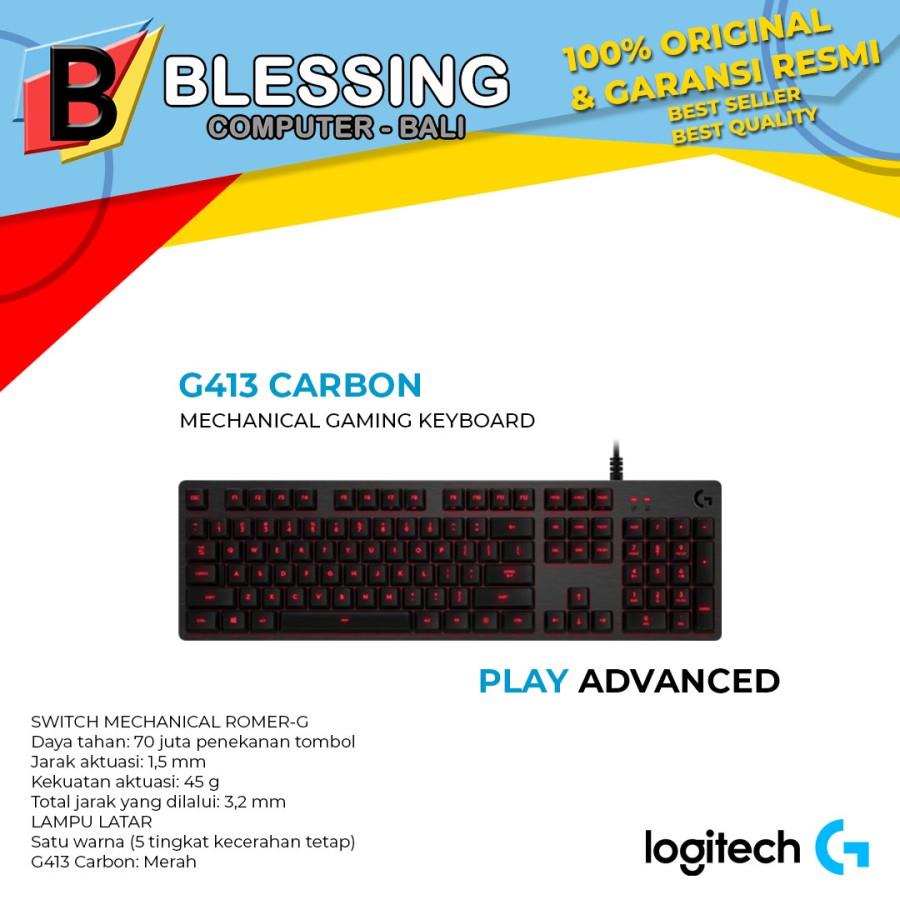 B BLESSING
COMPUTER - BALI
100% ORIGINAL
& GARANSI RESMI
BEST SELLER
BEST QUALITY
G413 CARBON
MECHANICAL GAMING KEYBOARD
PLAY ADVANCED
SWITCH MECHANICAL ROMER-G
Daya tahan: 70 juta penekanan tombol
Jarak aktuasi: 1,5 mm
Kekuatan aktuasi: 45 g
Total jarak yang dilalui: 3,2 mm
LAMPU LATAR
Satu warna (5 tingkat kecerahan tetap)
G413 Carbon: Merah
logitech G